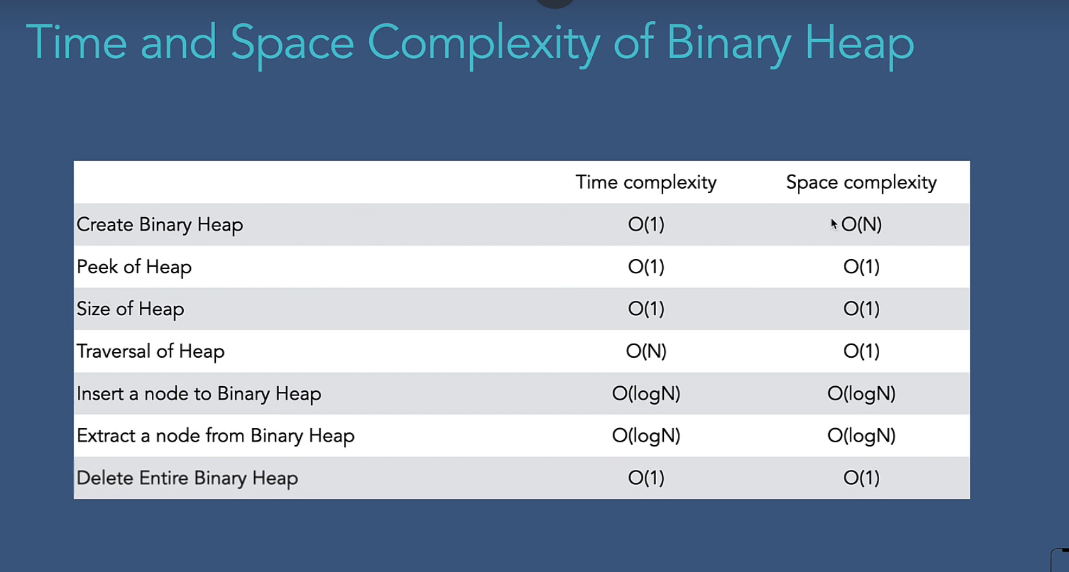 Time and Space Complexity of Binary Heap
Time complexity Space complexity
Create Binary Heap O(1) O(N)
Peek of Heap O(1) O(1)
Size of Heap O(1) O(1)
Traversal of Heap O(N) O(1)
Insert a node to Binary Heap O(logN) O(logN)
Extract a node from Binary Heap O(logN) O(logN)
Delete Entire Binary Heap O(1) O(1)